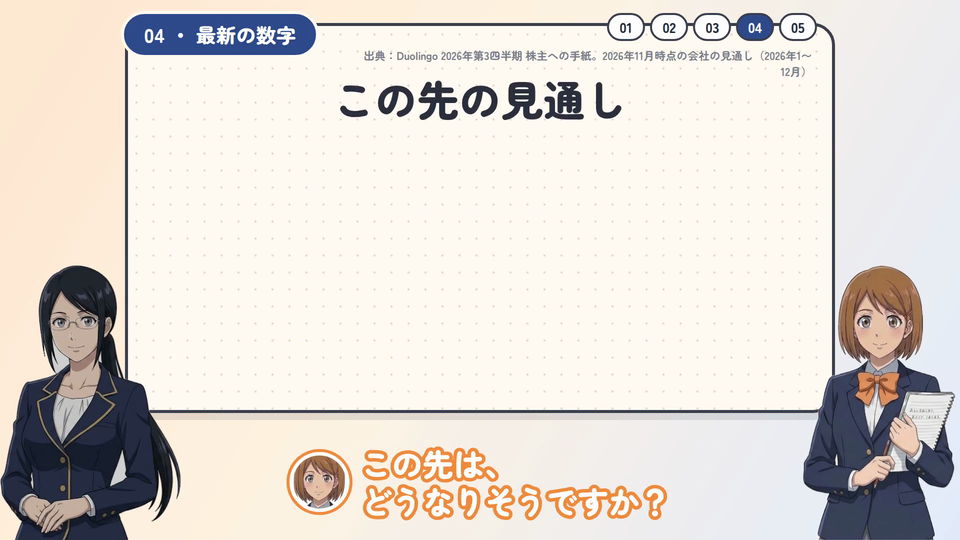 04 ・ 最新の数字
01 02 03 04 05
出典：Duolingo 2026年第3四半期 株主への手紙。2026年11月時点の会社の見通し（2026年1〜
12月）
この先の見通し
この先は、
どうなりそうですか？